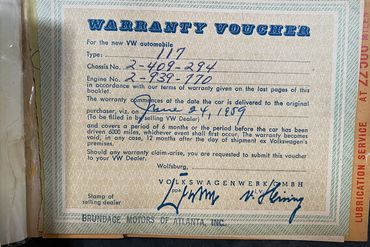 WARRANTY VOUCHER
For the new VW automobile
Type: 117
Chassis No. 2-409-294
Engine No. 2-939-770
in accordance with our terms of warranty given on the last pages of this
booklet.
The warranty commences at the date the car is delivered to the original
purchaser, viz. on June 24, 1959
(To be filled in by selling VW Dealer)
and covers a period of 6 months or the period before the car has been
driven 6000 miles, whichever event shall first occur. The warranty becomes
void, in any case, 12 months after the day of shipment ex Volkswagen's
premises.
Should any warranty claim arise, you are requested to submit this voucher
to your VW Dealer.
Wolfsburg,
VOLKSWAGENWERK GMBH
Stamp of
selling dealer
BRUNDAGE MOTORS OF ATLANTA, INC.
LUBRICATION SERVICE AT 22500 MILES